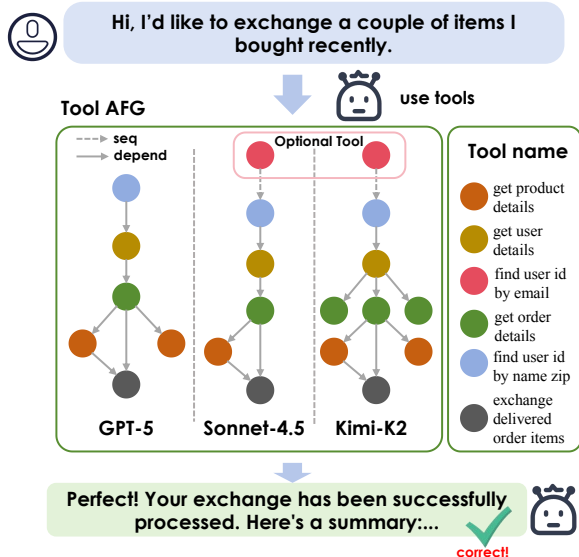 Hi, I'd like to exchange a couple of items I
bought recently.
use tools
Tool AFG
seq
depend
Optional Tool
GPT-5
Sonnet-4.5
Kimi-K2
Tool name
get product
details
get user
details
find user id
by email
get order
details
find user id
by name zip
exchange
delivered
order items
Perfect! Your exchange has been successfully
processed. Here's a summary:...
correct!